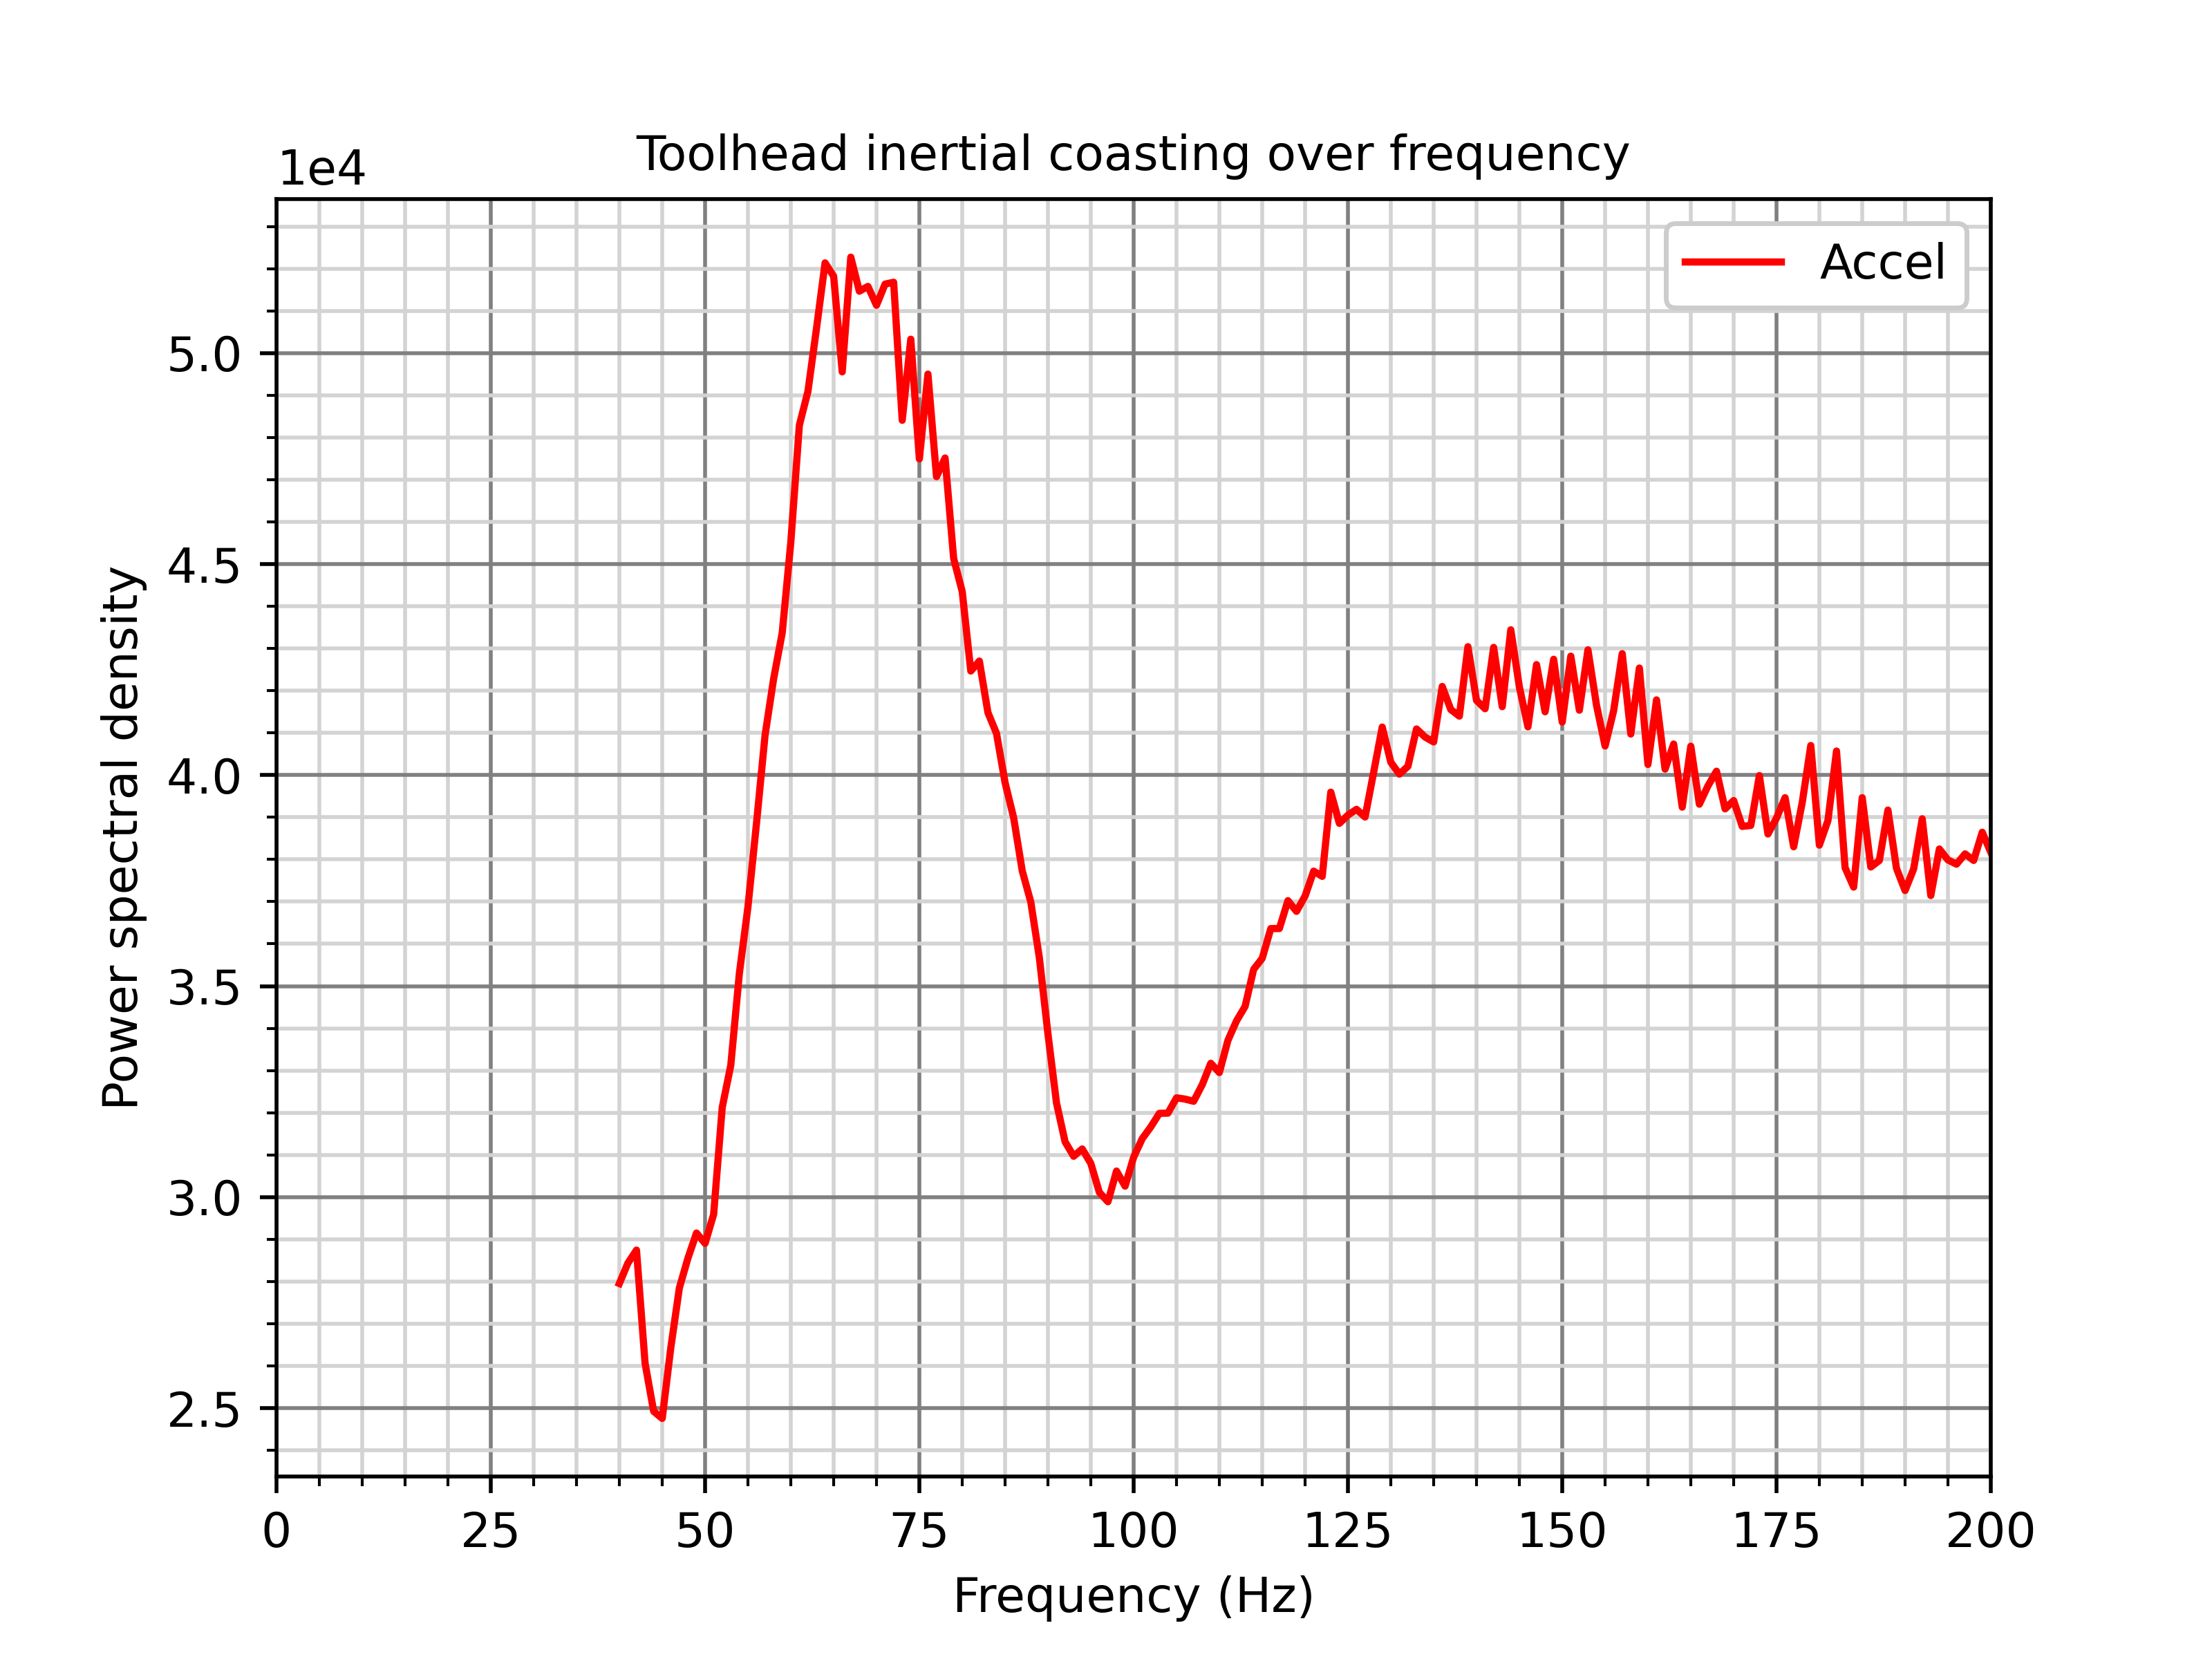 Toolhead inertial coasting over frequency
1e4
Accel
5.0
4.5
4.0
3.5
3.0
2.5
Power spectral density
0 25 50 75 100 125 150 175 200
Frequency (Hz)